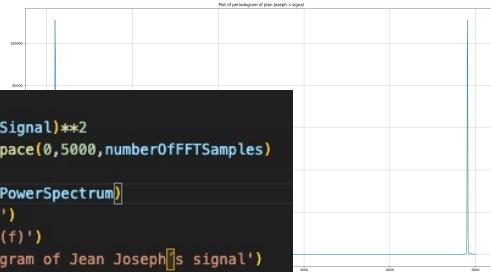 Plot of periodogram of Jean Joseph´s signal
Signal)**2
pace(0,5000,numberOfFFTSamples)
PowerSpectrum)
')
(f)')
gram of Jean Joseph´s signal')